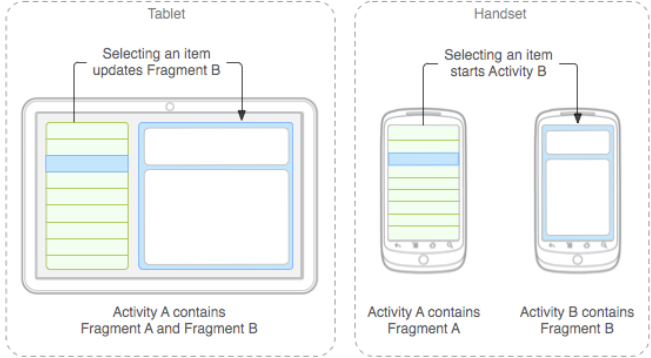 Tablet
Selecting an item
updates Fragment B
Activity A contains
Fragment A and Fragment B
Handset
Selecting an item
starts Activity B
Activity A contains
Fragment A
Activity B contains
Fragment B